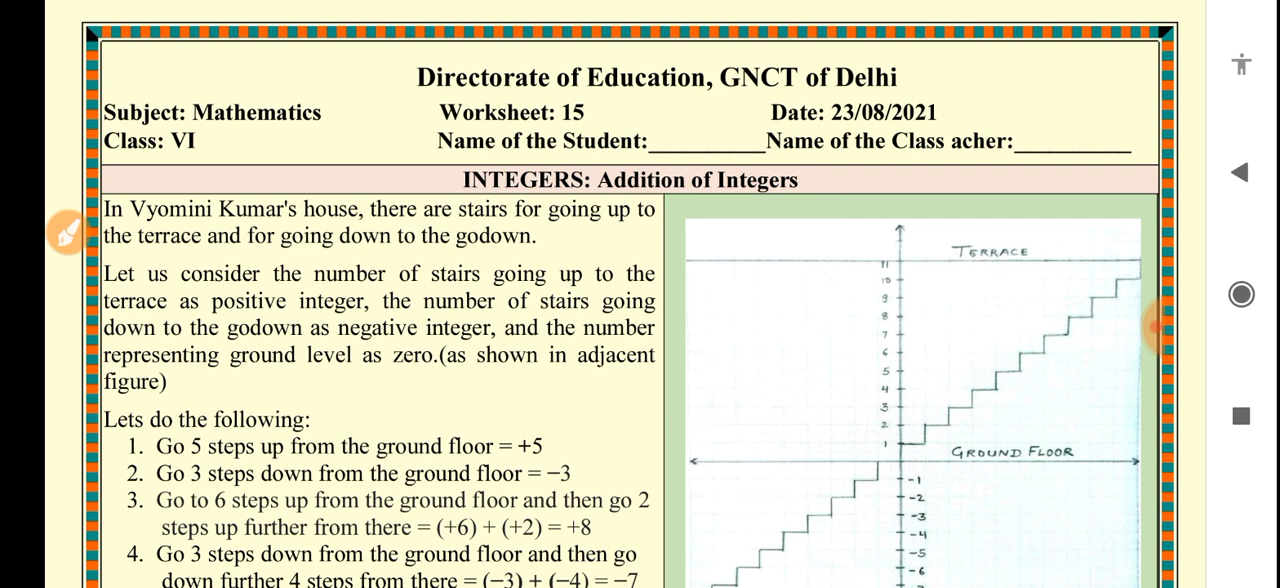 Directorate of Education, GNCT of Delhi
Subject: Mathematics Worksheet: 15 Date: 23/08/2021
Class: VI Name of the Student:__________ Name of the Class acher:__________
INTEGERS: Addition of Integers
In Vyomini Kumar's house, there are stairs for going up to
the terrace and for going down to the godown.
Let us consider the number of stairs going up to the
terrace as positive integer, the number of stairs going
down to the godown as negative integer, and the number
representing ground level as zero.(as shown in adjacent
figure)
Lets do the following:
1. Go 5 steps up from the ground floor = +5
2. Go 3 steps down from the ground floor = −3
3. Go to 6 steps up from the ground floor and then go 2
steps up further from there = (+6) + (+2) = +8
4. Go 3 steps down from the ground floor and then go
down further 4 steps from there = (−3) + (−4) = −7
TERRACE
11
10
9
8
7
6
5
4
3
2
1
GROUND FLOOR
-1
-2
-3
-4
-5
-6